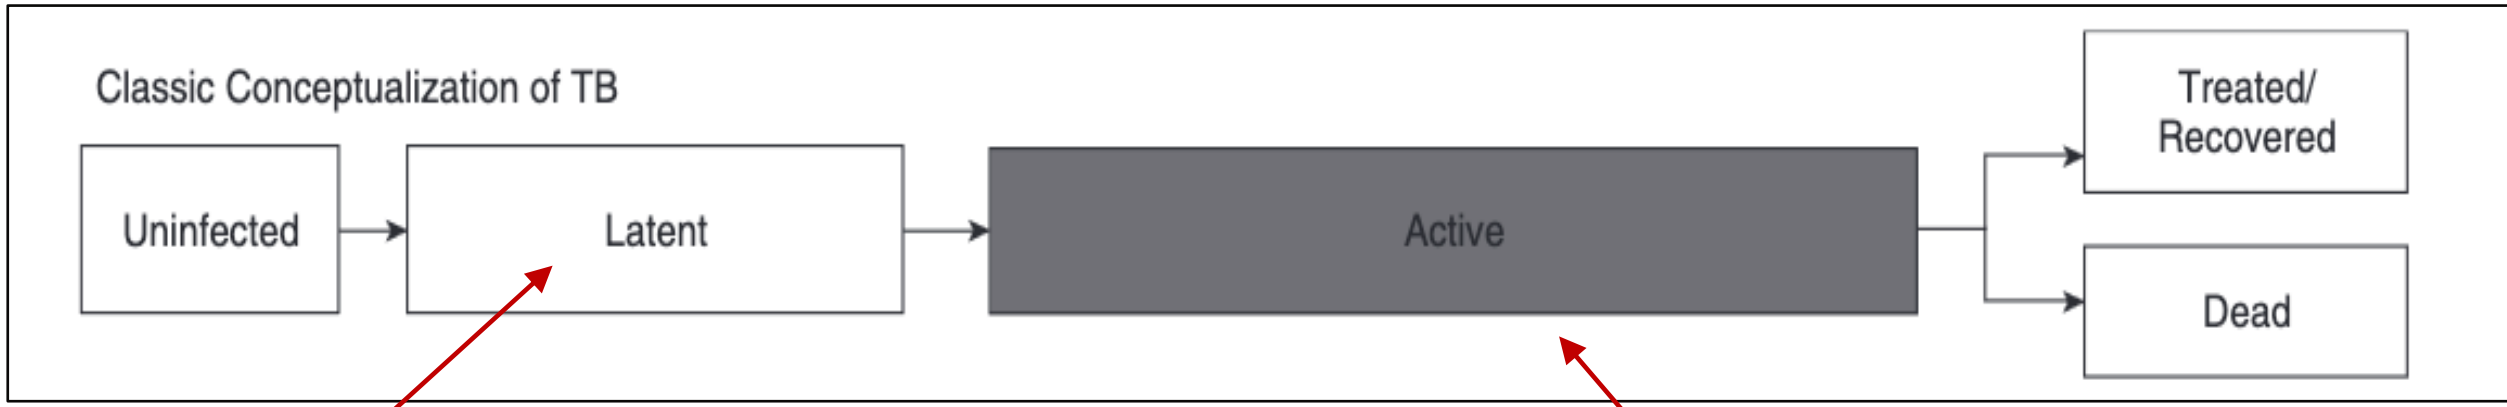 Classic Conceptualization of TB
Uninfected
Latent
Active
Treated/
Recovered
Dead